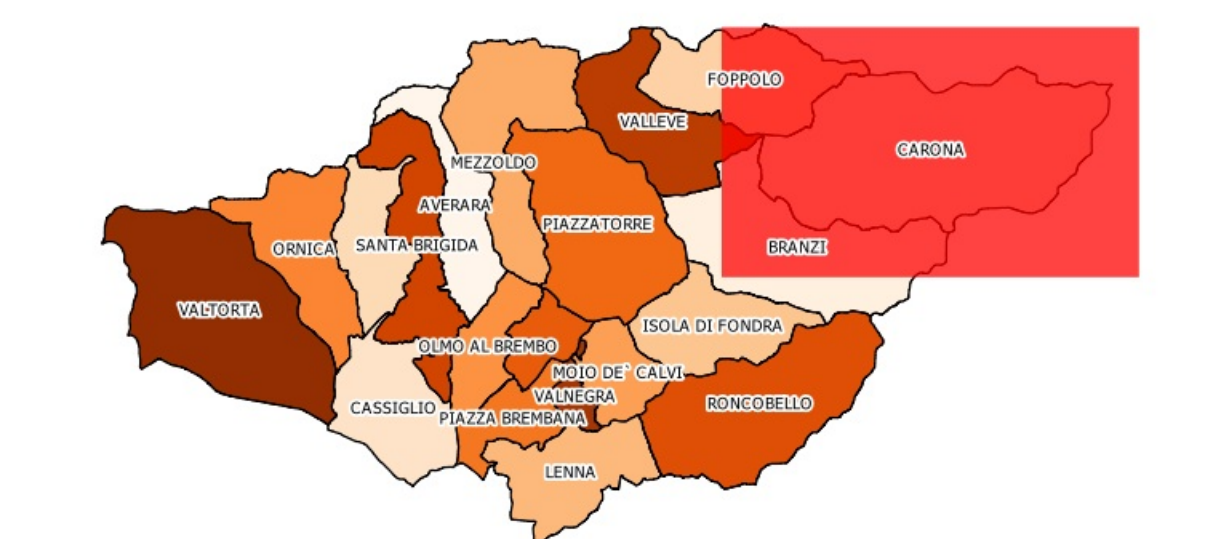 FOPPOLO
VALLEVE
CARONA
MEZZOLDO
AVERARA
PIAZZATORRE
ORNICA
SANTA BRIGIDA
BRANZI
VALTORTA
ISOLA DI FONDRA
OLMO AL BREMBO
MOIO DE` CALVI
VALNEGRA
RONCOBELLO
CASSIGLIO
PIAZZA BREMBANA
LENNA